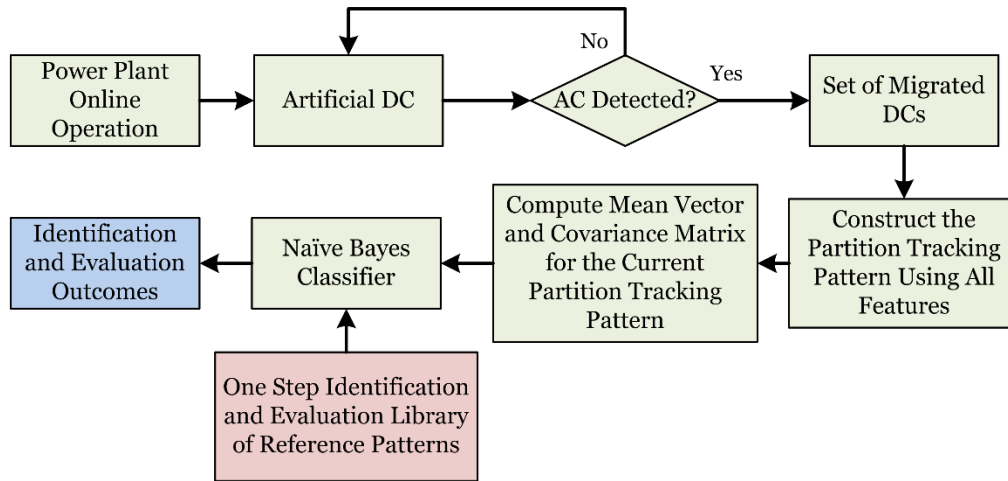 Power Plant
Online
Operation
Artificial DC
AC Detected?
No
Yes
Set of Migrated
DCs
Construct the
Partition Tracking
Pattern Using All
Features
Compute Mean Vector
and Covariance Matrix
for the Current
Partition Tracking
Pattern
Naïve Bayes
Classifier
Identification
and Evaluation
Outcomes
One Step Identification
and Evaluation Library
of Reference Patterns